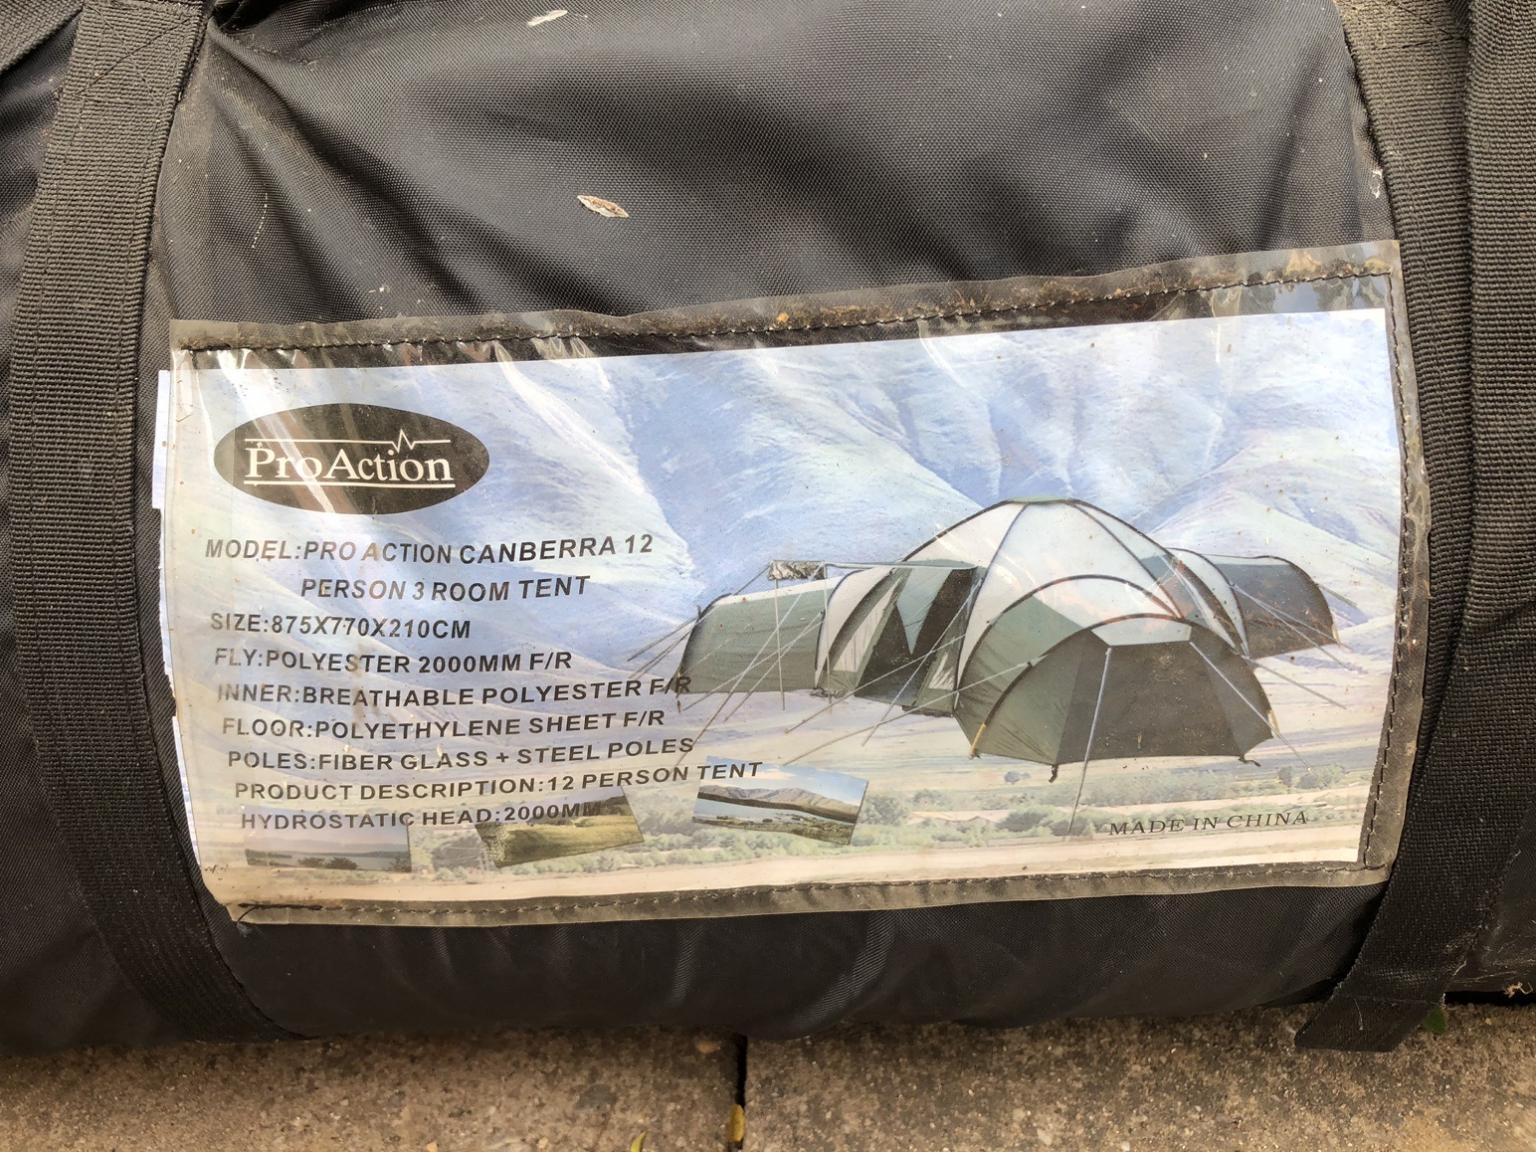 ProAction
MODEL:PRO ACTION CANBERRA 12
PERSON 3 ROOM TENT
SIZE:875X770X210CM
FLY:POLYESTER 2000MM F/R
INNER:BREATHABLE POLYESTER F/R
FLOOR:POLYETHYLENE SHEET F/R
POLES:FIBER GLASS + STEEL POLES
PRODUCT DESCRIPTION:12 PERSON TENT
HYDROSTATIC HEAD:2000MM
MADE IN CHINA